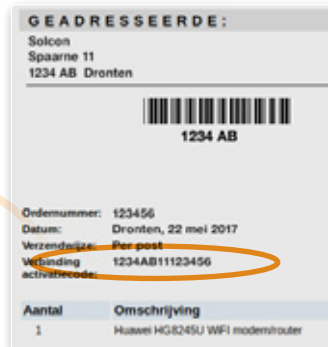 GEADRESSEERDE:
Solcon
Spaarne 11
1234 AB Dronten
1234 AB
Ordernummer: 123456
Datum: Dronten, 22 mei 2017
Verzendwijze: Per post
Verbinding activatiecode: 1234AB11123456
Aantal Omschrijving
1 Huawei HG8245U WIFI modem/router